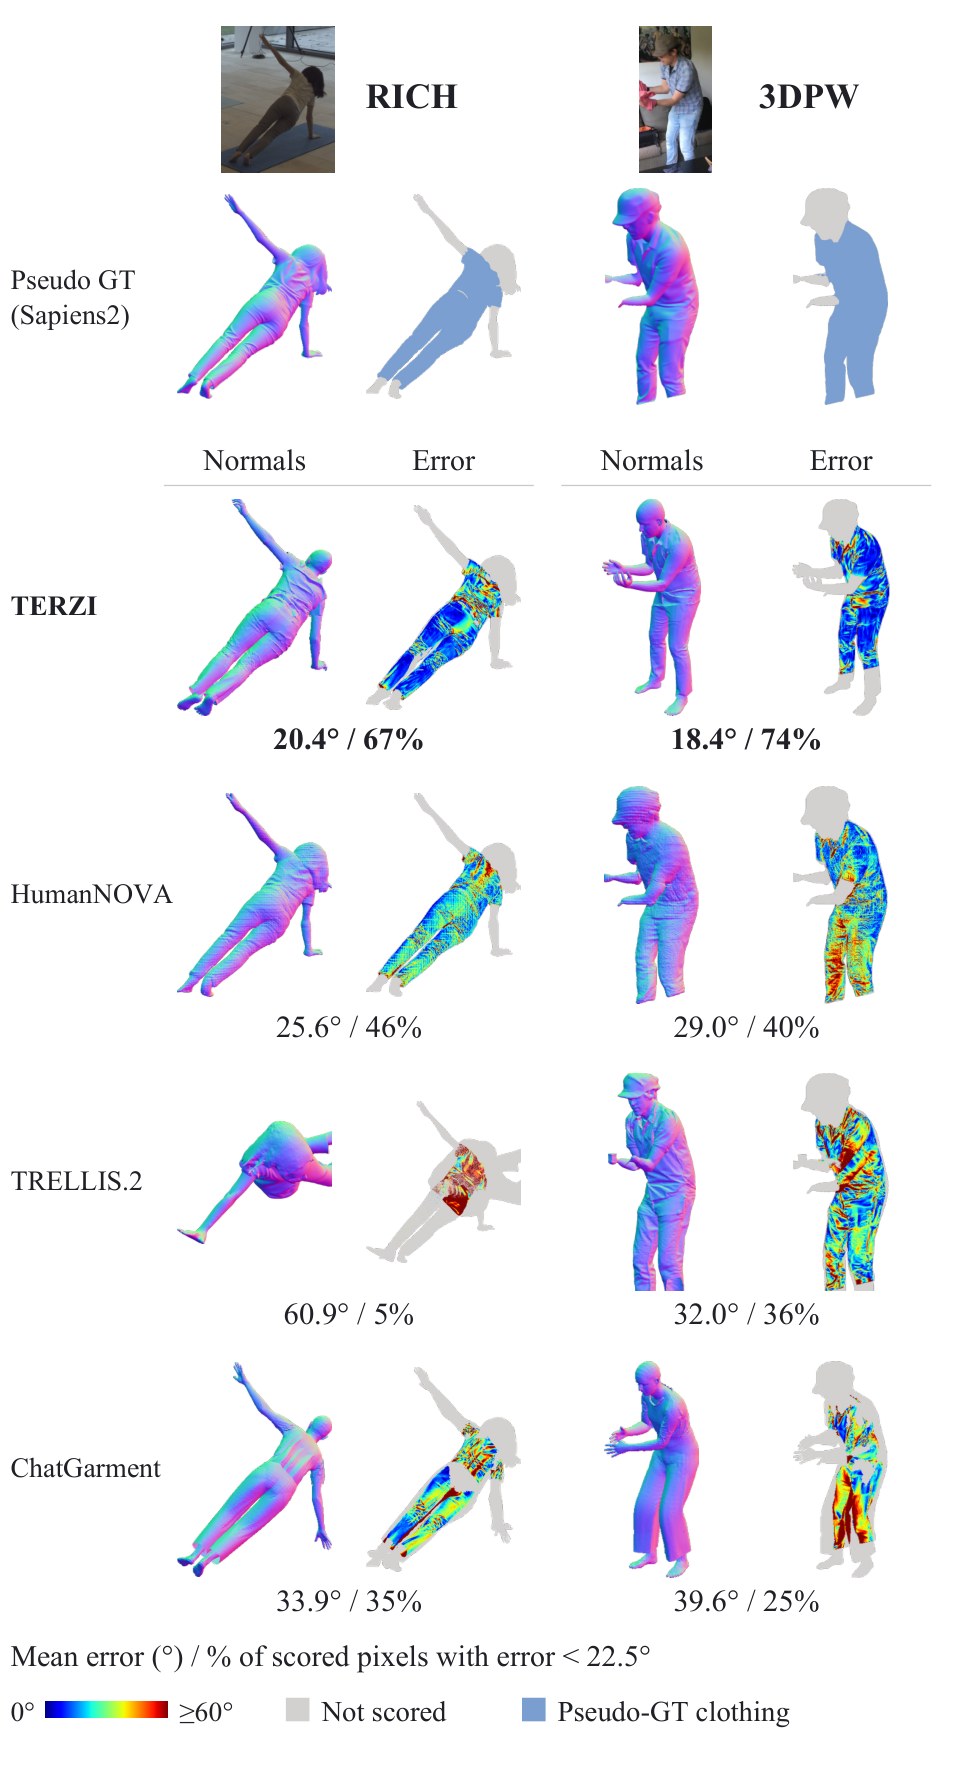 RICH
3DPW
Pseudo GT
(Sapiens2)
Normals Error Normals Error
TERZI
20.4° / 67% 18.4° / 74%
HumanNOVA
25.6° / 46% 29.0° / 40%
TRELLIS.2
60.9° / 5% 32.0° / 36%
ChatGarment
33.9° / 35% 39.6° / 25%
Mean error (°) / % of scored pixels with error < 22.5°
0° ≥60° Not scored Pseudo-GT clothing